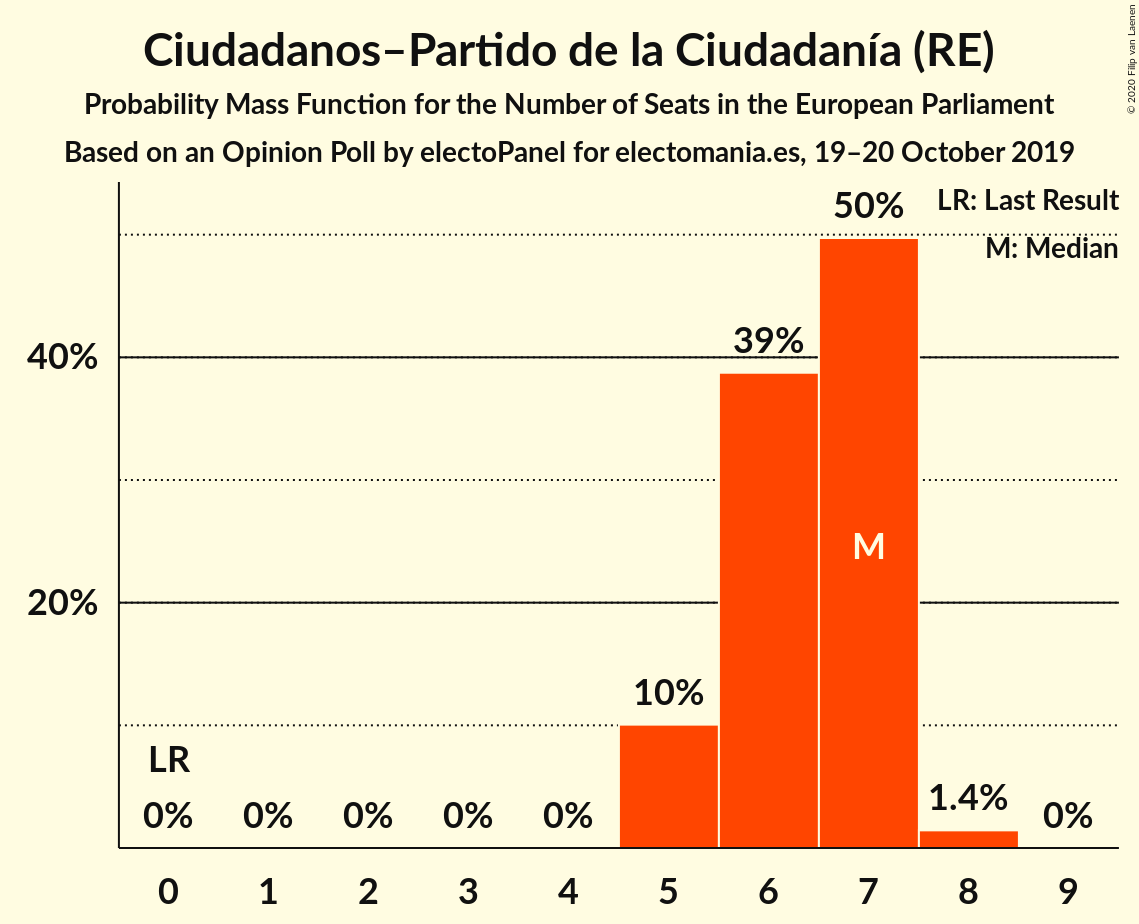 Ciudadanos–Partido de la Ciudadanía (RE)
Probability Mass Function for the Number of Seats in the European Parliament
Based on an Opinion Poll by electoPanel for electomania.es, 19–20 October 2019
© 2020 Filip van Laenen
LR: Last Result
M: Median
50%
39%
40%
M
20%
10%
LR
0% 0% 0% 0% 0% 1.4% 0%
0 1 2 3 4 5 6 7 8 9